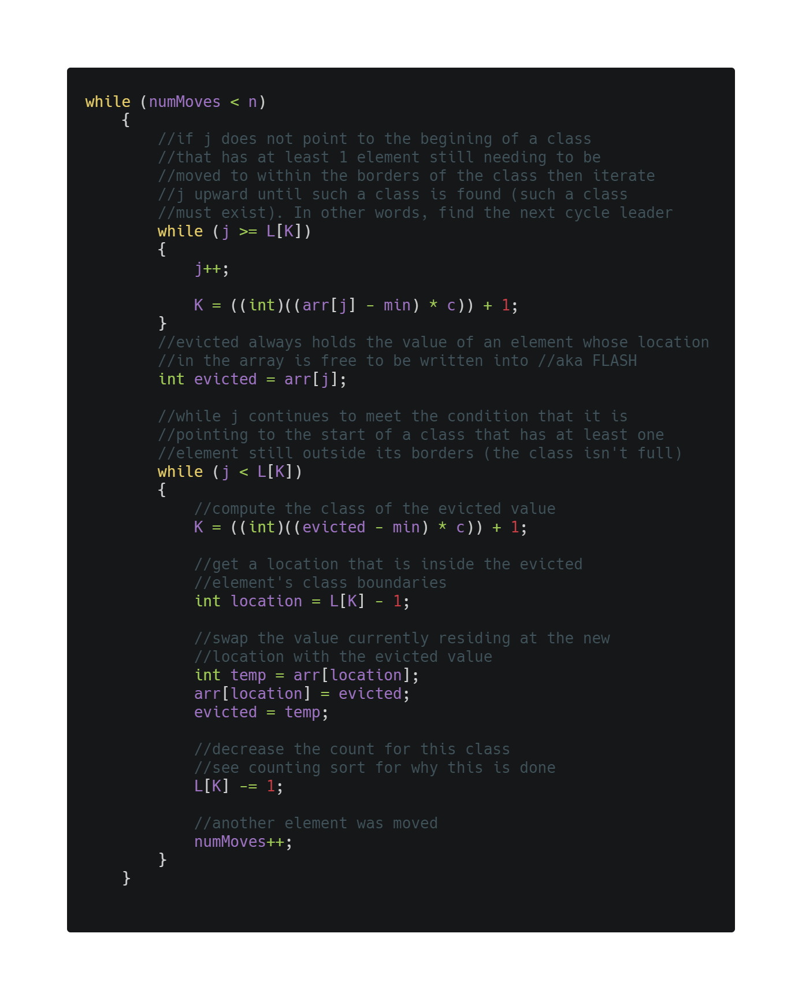 while (numMoves < n)
{
//if j does not point to the begining of a class
//that has at least 1 element still needing to be
//moved to within the borders of the class then iterate
//j upward until such a class is found (such a class
//must exist). In other words, find the next cycle leader
while (j >= L[K])
{
j++;
K = ((int)((arr[j] - min) * c)) + 1;
}
//evicted always holds the value of an element whose location
//in the array is free to be written into //aka FLASH
int evicted = arr[j];
//while j continues to meet the condition that it is
//pointing to the start of a class that has at least one
//element still outside its borders (the class isn't full)
while (j < L[K])
{
//compute the class of the evicted value
K = ((int)((evicted - min) * c)) + 1;
//get a location that is inside the evicted
//element's class boundaries
int location = L[K] - 1;
//swap the value currently residing at the new
//location with the evicted value
int temp = arr[location];
arr[location] = evicted;
evicted = temp;
//decrease the count for this class
//see counting sort for why this is done
L[K] -= 1;
//another element was moved
numMoves++;
}
}